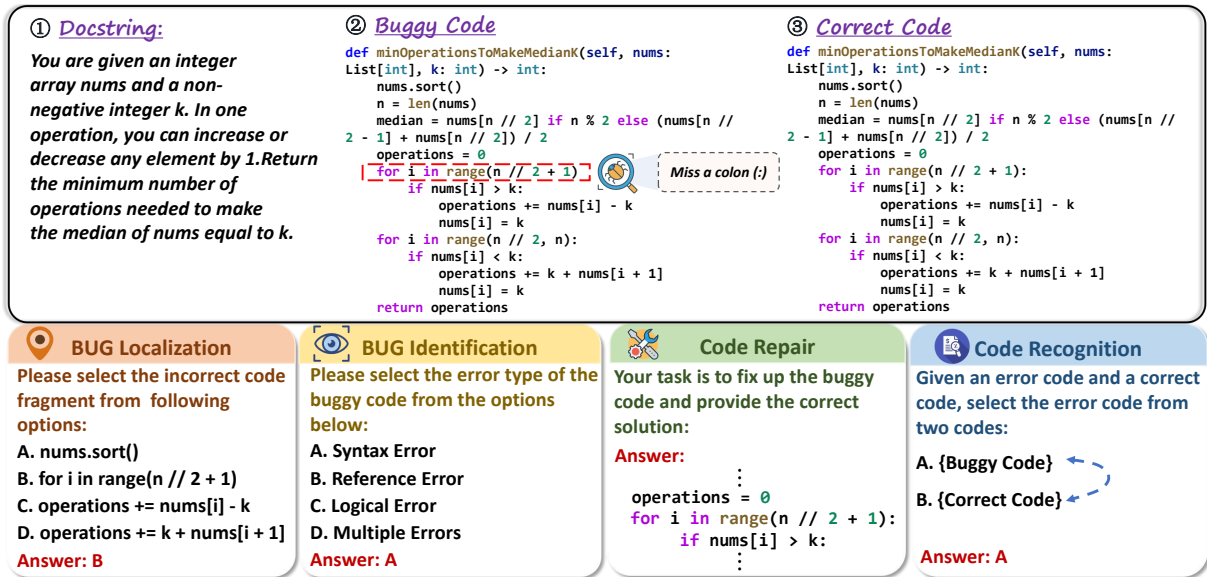 ① Docstring:
You are given an integer
array nums and a non-
negative integer k. In one
operation, you can increase or
decrease any element by 1.Return
the minimum number of
operations needed to make
the median of nums equal to k.
② Buggy Code
def minOperationsToMakeMedianK(self, nums:
List[int], k: int) -> int:
nums.sort()
n = len(nums)
median = nums[n // 2] if n % 2 else (nums[n //
2 - 1] + nums[n // 2]) / 2
operations = 0
for i in range(n // 2 + 1)
Miss a colon (:)
if nums[i] > k:
operations += nums[i] - k
nums[i] = k
for i in range(n // 2, n):
if nums[i] < k:
operations += k + nums[i + 1]
nums[i] = k
return operations
③ Correct Code
def minOperationsToMakeMedianK(self, nums:
List[int], k: int) -> int:
nums.sort()
n = len(nums)
median = nums[n // 2] if n % 2 else (nums[n //
2 - 1] + nums[n // 2]) / 2
operations = 0
for i in range(n // 2 + 1):
if nums[i] > k:
operations += nums[i] - k
nums[i] = k
for i in range(n // 2, n):
if nums[i] < k:
operations += k + nums[i + 1]
nums[i] = k
return operations
BUG Localization
Please select the incorrect code
fragment from following
options:
A. nums.sort()
B. for i in range(n // 2 + 1)
C. operations += nums[i] - k
D. operations += k + nums[i + 1]
Answer: B
BUG Identification
Please select the error type of the
buggy code from the options
below:
A. Syntax Error
B. Reference Error
C. Logical Error
D. Multiple Errors
Answer: A
Code Repair
Your task is to fix up the buggy
code and provide the correct
solution:
Answer:
⋮
operations = 0
for i in range(n // 2 + 1):
if nums[i] > k:
⋮
Code Recognition
Given an error code and a correct
code, select the error code from
two codes:
A. {Buggy Code}
B. {Correct Code}
Answer: A